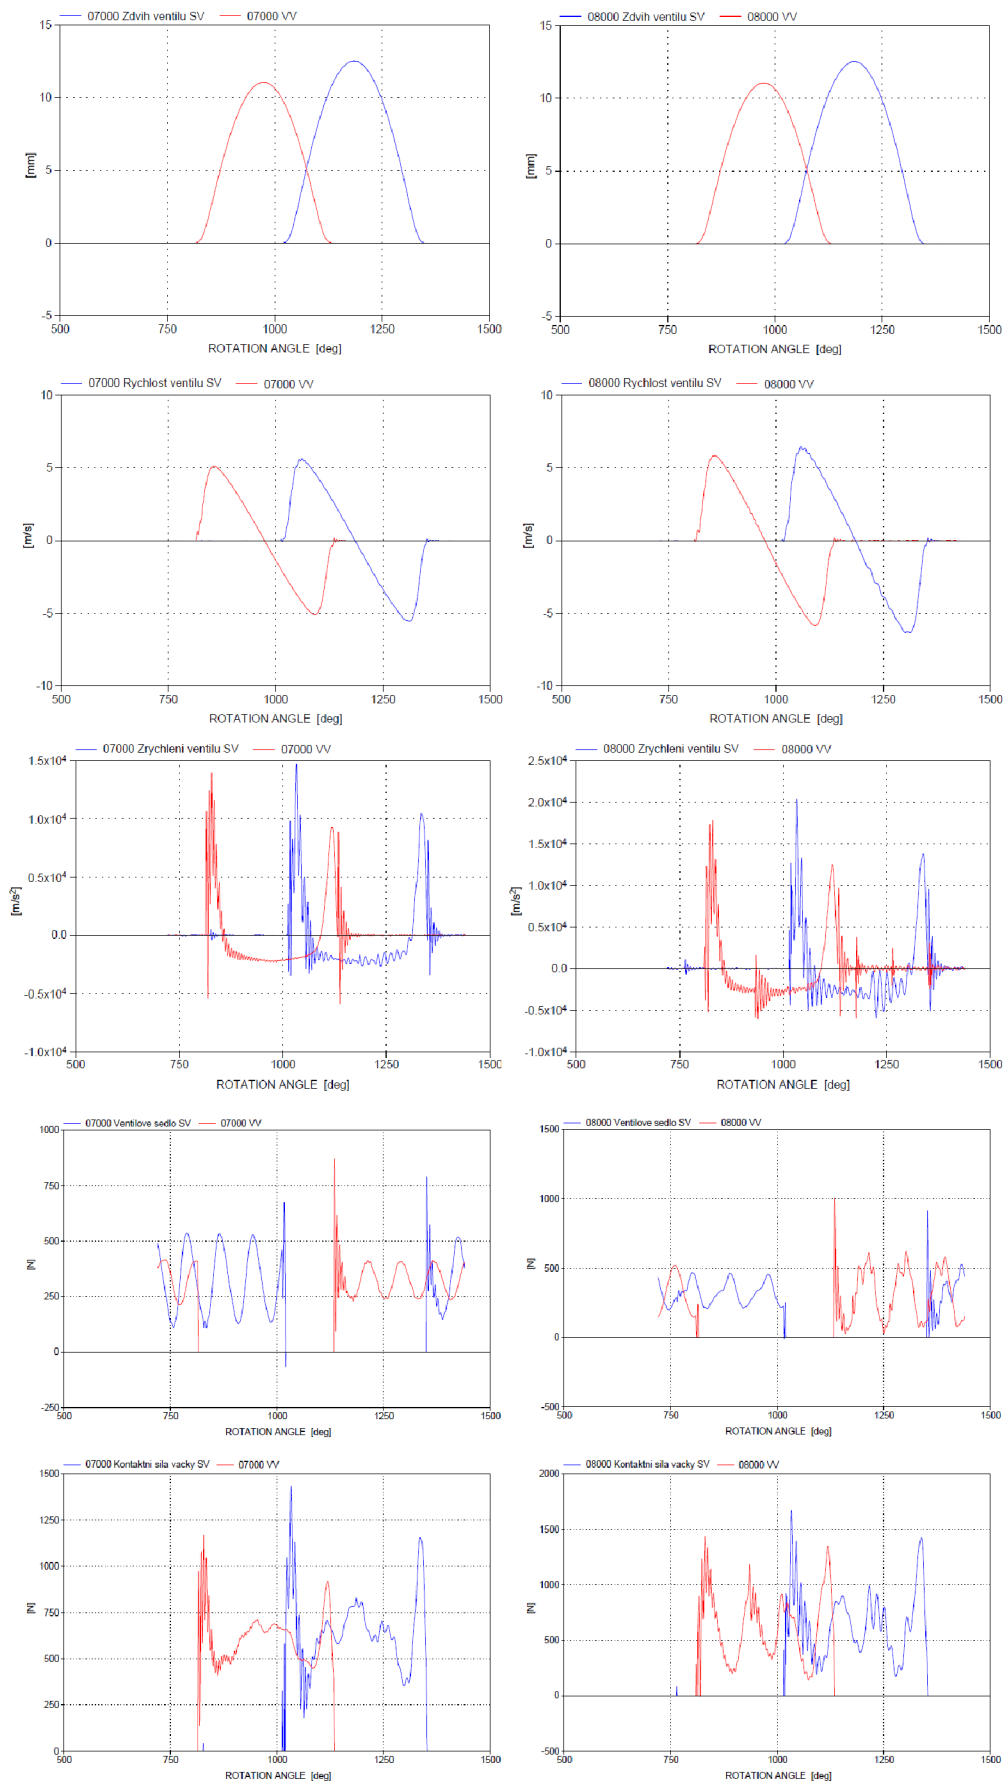 07000 Zdvih ventilu SV 07000 VV
15
10
5
0
-5
[mm]
500 750 1000 1250 1500
ROTATION ANGLE [deg]
08000 Zdvih ventilu SV 08000 VV
15
10
5
0
-5
[mm]
500 750 1000 1250 1500
ROTATION ANGLE [deg]
07000 Rychlost ventilu SV 07000 VV
10
5
0
-5
-10
[m/s]
500 750 1000 1250 1500
ROTATION ANGLE [deg]
08000 Rychlost ventilu SV 08000 VV
10
5
0
-5
-10
[m/s]
500 750 1000 1250 1500
ROTATION ANGLE [deg]
07000 Zrychleni ventilu SV 07000 VV
1.5x10⁴
1.0x10⁴
0.5x10⁴
0.0
-0.5x10⁴
-1.0x10⁴
[m/s²]
500 750 1000 1250 1500
ROTATION ANGLE [deg]
08000 Zrychleni ventilu SV 08000 VV
2.5x10⁴
2.0x10⁴
1.5x10⁴
1.0x10⁴
0.5x10⁴
0.0
-0.5x10⁴
-1.0x10⁴
[m/s²]
500 750 1000 1250 1500
ROTATION ANGLE [deg]
07000 Ventilove sedlo SV 07000 VV
1000
750
500
250
0
-250
[N]
500 750 1000 1250 1500
ROTATION ANGLE [deg]
08000 Ventilove sedlo SV 08000 VV
1500
1000
500
0
-500
[N]
500 750 1000 1250 1500
ROTATION ANGLE [deg]
07000 Kontaktni sila vacky SV 07000 VV
1500
1250
1000
750
500
250
0
[N]
500 750 1000 1250 1500
ROTATION ANGLE [deg]
08000 Kontaktni sila vacky SV 08000 VV
2000
1500
1000
500
0
-500
[N]
500 750 1000 1250 1500
ROTATION ANGLE [deg]